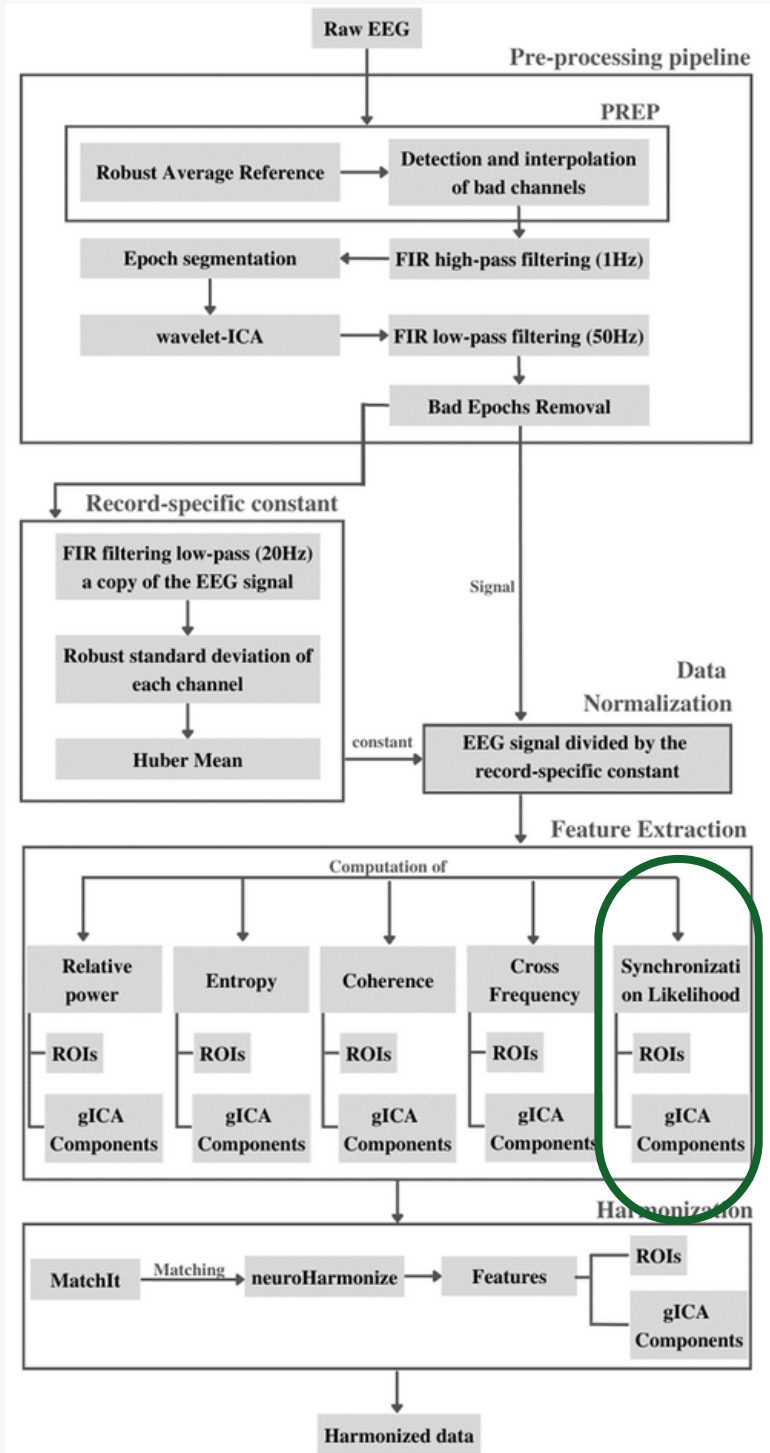 Raw EEG
Pre-processing pipeline
PREP
Robust Average Reference
Detection and interpolation
of bad channels
Epoch segmentation
FIR high-pass filtering (1Hz)
wavelet-ICA
FIR low-pass filtering (50Hz)
Bad Epochs Removal
Record-specific constant
FIR filtering low-pass (20Hz)
a copy of the EEG signal
Robust standard deviation of
each channel
Huber Mean
Signal
constant
Data
Normalization
EEG signal divided by the
record-specific constant
Feature Extraction
Computation of
Relative
power
ROIs
gICA
Components
Entropy
ROIs
gICA
Components
Coherence
ROIs
gICA
Components
Cross
Frequency
ROIs
gICA
Components
Synchronizati
on Likelihood
ROIs
gICA
Components
Harmonization
MatchIt
Matching
neuroHarmonize
Features
ROIs
gICA
Components
Harmonized data